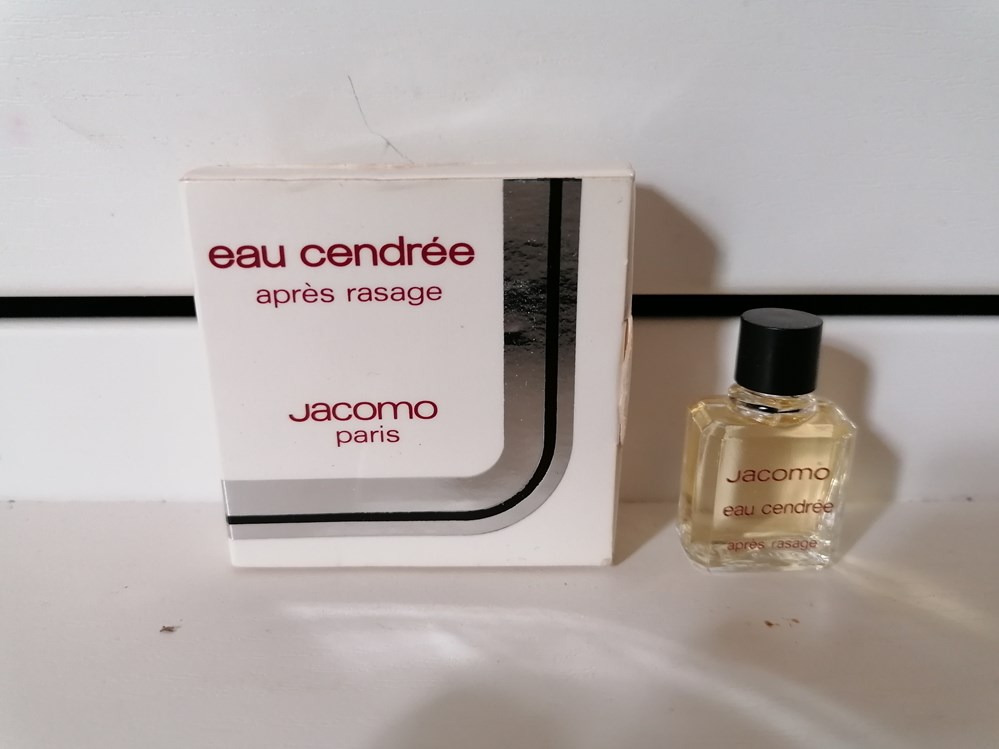 eau cendrée
après rasage
Jacomo
paris
Jacomo
eau cendrée
après rasage